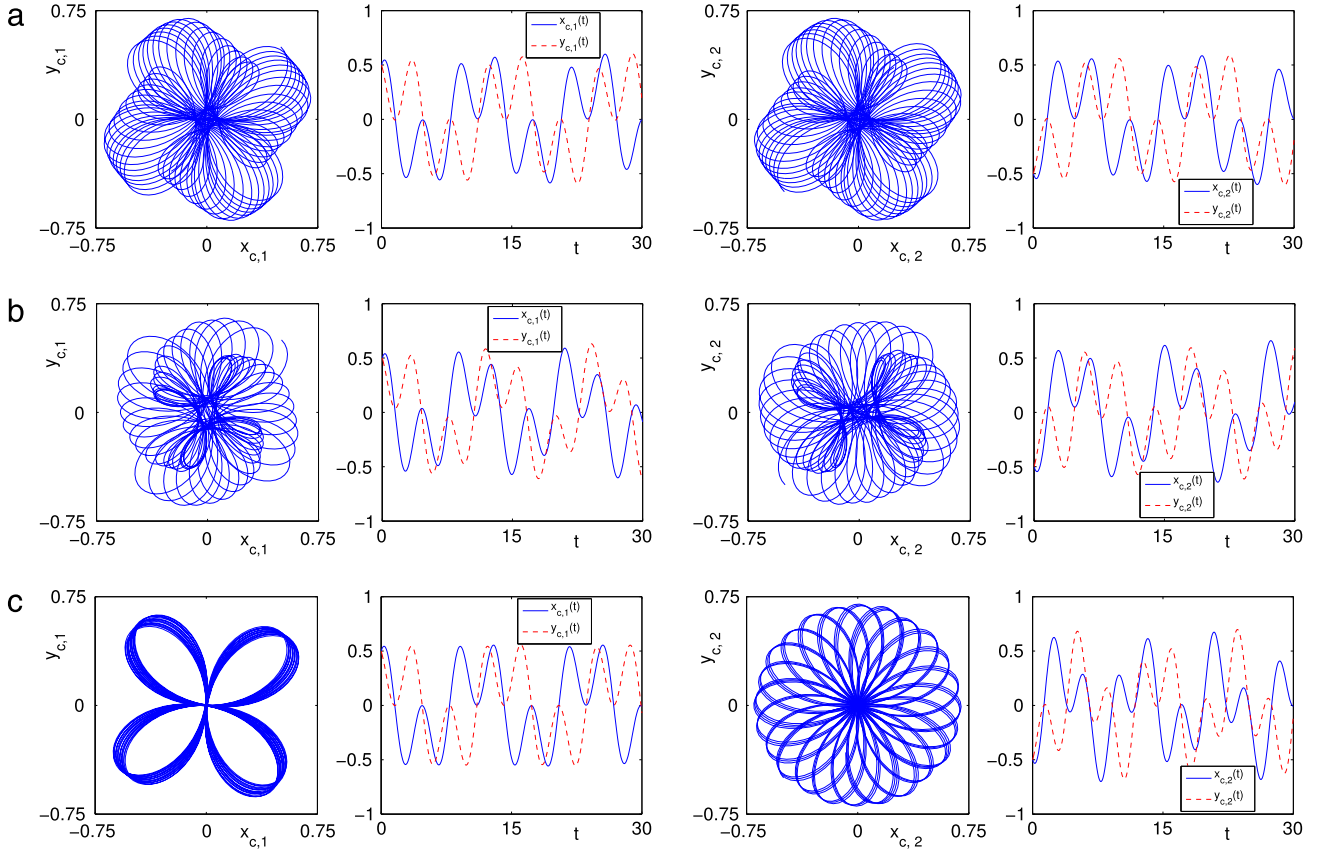 a
0.75
0
−0.75
y_c,1
−0.75 0 0.75
x_c,1
1
0.5
0
−0.5
−1
x_c,1(t)
y_c,1(t)
0 15 30
t
0.75
0
−0.75
y_c,2
−0.75 0 0.75
x_c, 2
1
0.5
0
−0.5
−1
x_c,2(t)
y_c,2(t)
0 15 30
t
b
0.75
0
−0.75
y_c,1
−0.75 0 0.75
x_c,1
1
0.5
0
−0.5
−1
x_c,1(t)
y_c,1(t)
0 15 30
t
0.75
0
−0.75
y_c, 2
−0.75 0 0.75
x_c, 2
1
0.5
0
−0.5
−1
x_c,2(t)
y_c,2(t)
0 15 30
t
c
0.75
0
−0.75
y_c,1
−0.75 0 0.75
x_c,1
1
0.5
0
−0.5
−1
x_c,1(t)
y_c,1(t)
0 15 30
t
0.75
0
−0.75
y_c, 2
−0.75 0 0.75
x_c, 2
1
0.5
0
−0.5
−1
x_c,2(t)
y_c,2(t)
0 15 30
t